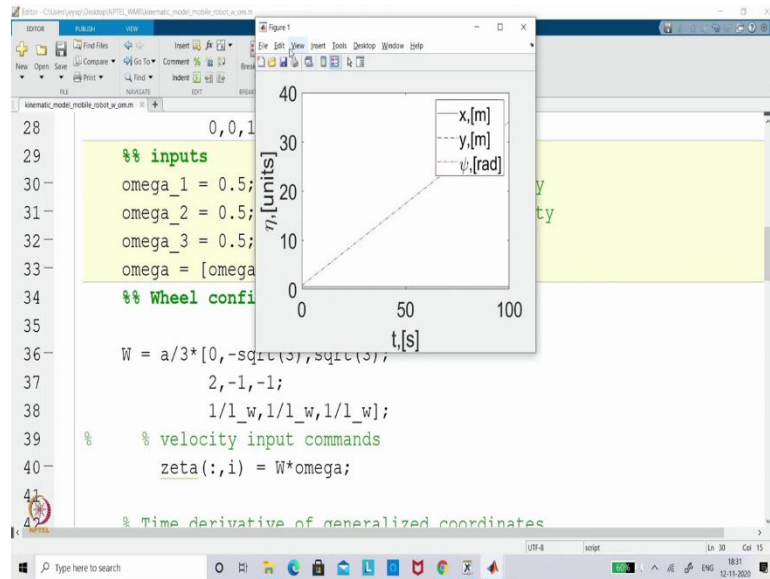 Editor - C:\Users\jeyap\Desktop\NPTEL_WMR\kinematic_model_mobile_robot_w_om.m
EDITOR PUBLISH VIEW
New Open Save
Find Files
Compare
Print
Go To
Find
Insert
Comment
Indent
FILE NAVIGATE EDIT
kinematic_model_mobile_robot_w_om.m
28 0,0,1
29 %% inputs
30 omega_1 = 0.5; y
31 omega_2 = 0.5; ty
32 omega_3 = 0.5;
33 omega = [omega
34 %% Wheel confi
35
36 W = a/3*[0,-sqrt(3),sqrt(3);
37 2,-1,-1;
38 1/l_w,1/l_w,1/l_w];
39 % % velocity input commands
40 zeta(:,i) = W*omega;
41
42 % Time derivative of generalized coordinates
Figure 1
File Edit View Insert Tools Desktop Window Help
40
30
20
10
0
0 50 100
η,[units]
t,[s]
x,[m]
y,[m]
ψ,[rad]
NPTEL
UTF-8 script Ln 30 Col 15
Type here to search
60%
ENG
18:31
12-11-2020